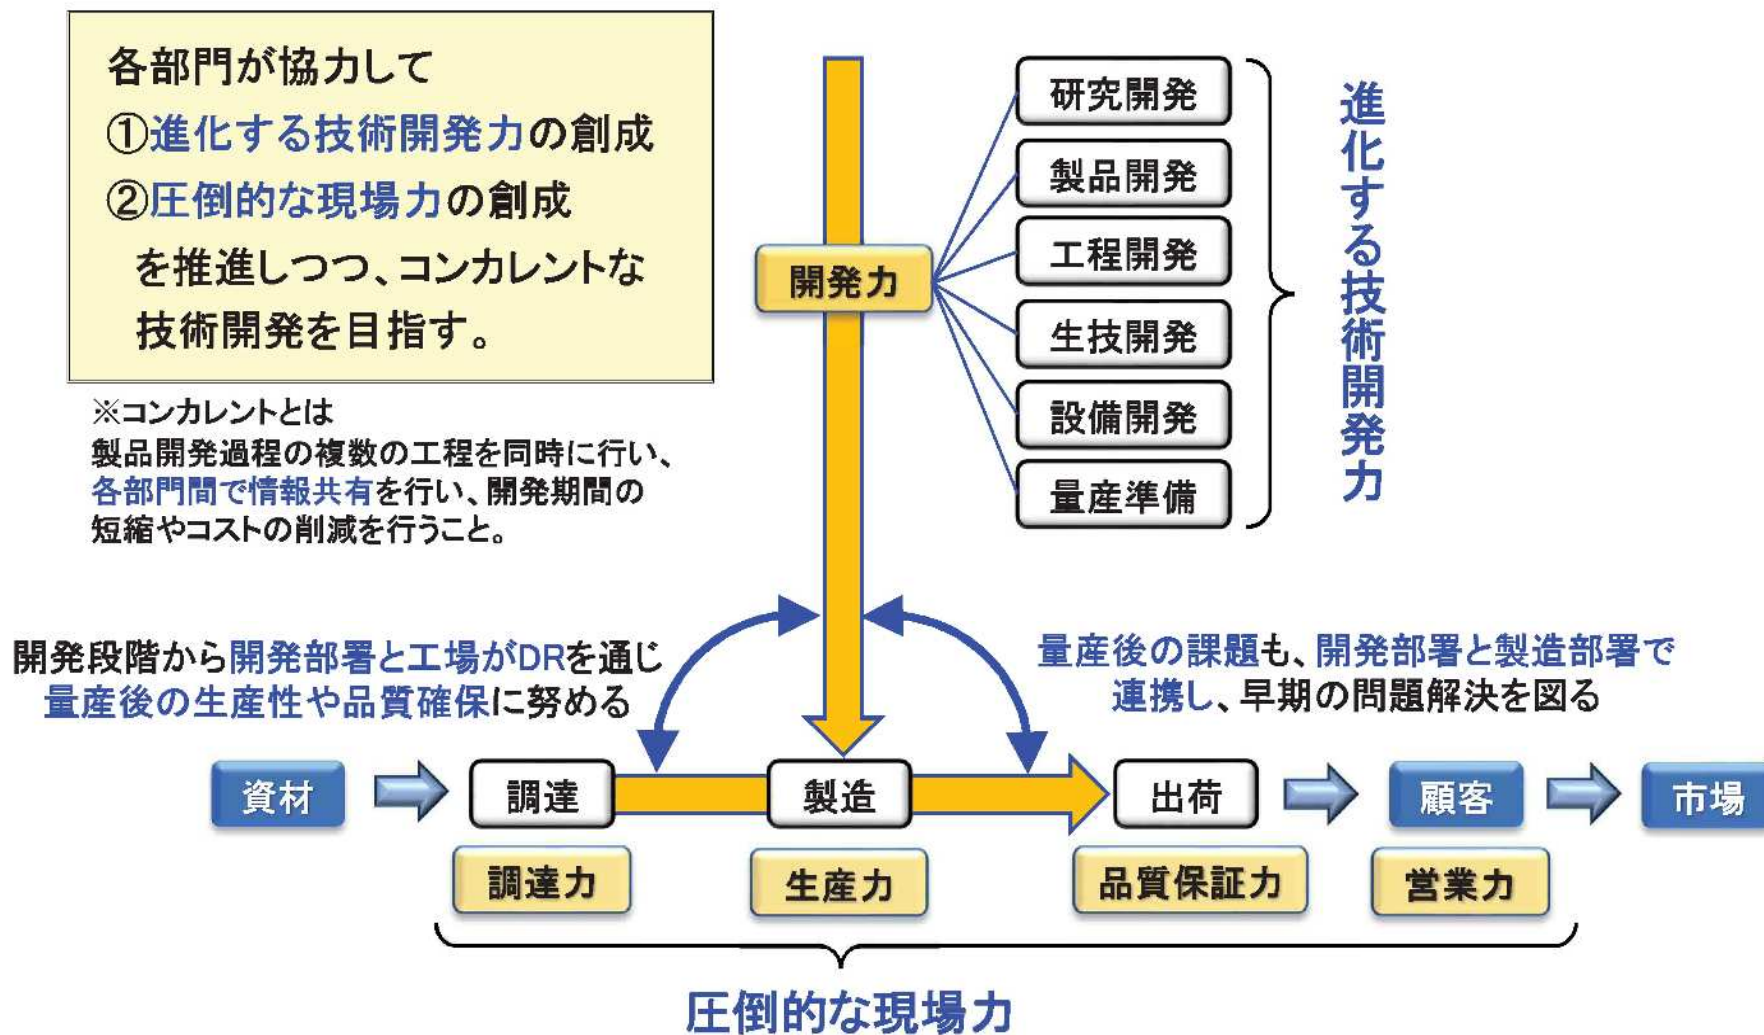 各部門が協力して
①進化する技術開発力の創成
②圧倒的な現場力の創成
を推進しつつ、コンカレントな
技術開発を目指す。
※コンカレントとは
製品開発過程の複数の工程を同時に行い、
各部門間で情報共有を行い、開発期間の
短縮やコストの削減を行うこと。
開発力
研究開発
製品開発
工程開発
生技開発
設備開発
量産準備
進化する技術開発力
開発段階から開発部署と工場がDRを通じ
量産後の生産性や品質確保に努める
量産後の課題も、開発部署と製造部署で
連携し、早期の問題解決を図る
資材
調達
製造
出荷
顧客
市場
調達力
生産力
品質保証力
営業力
圧倒的な現場力